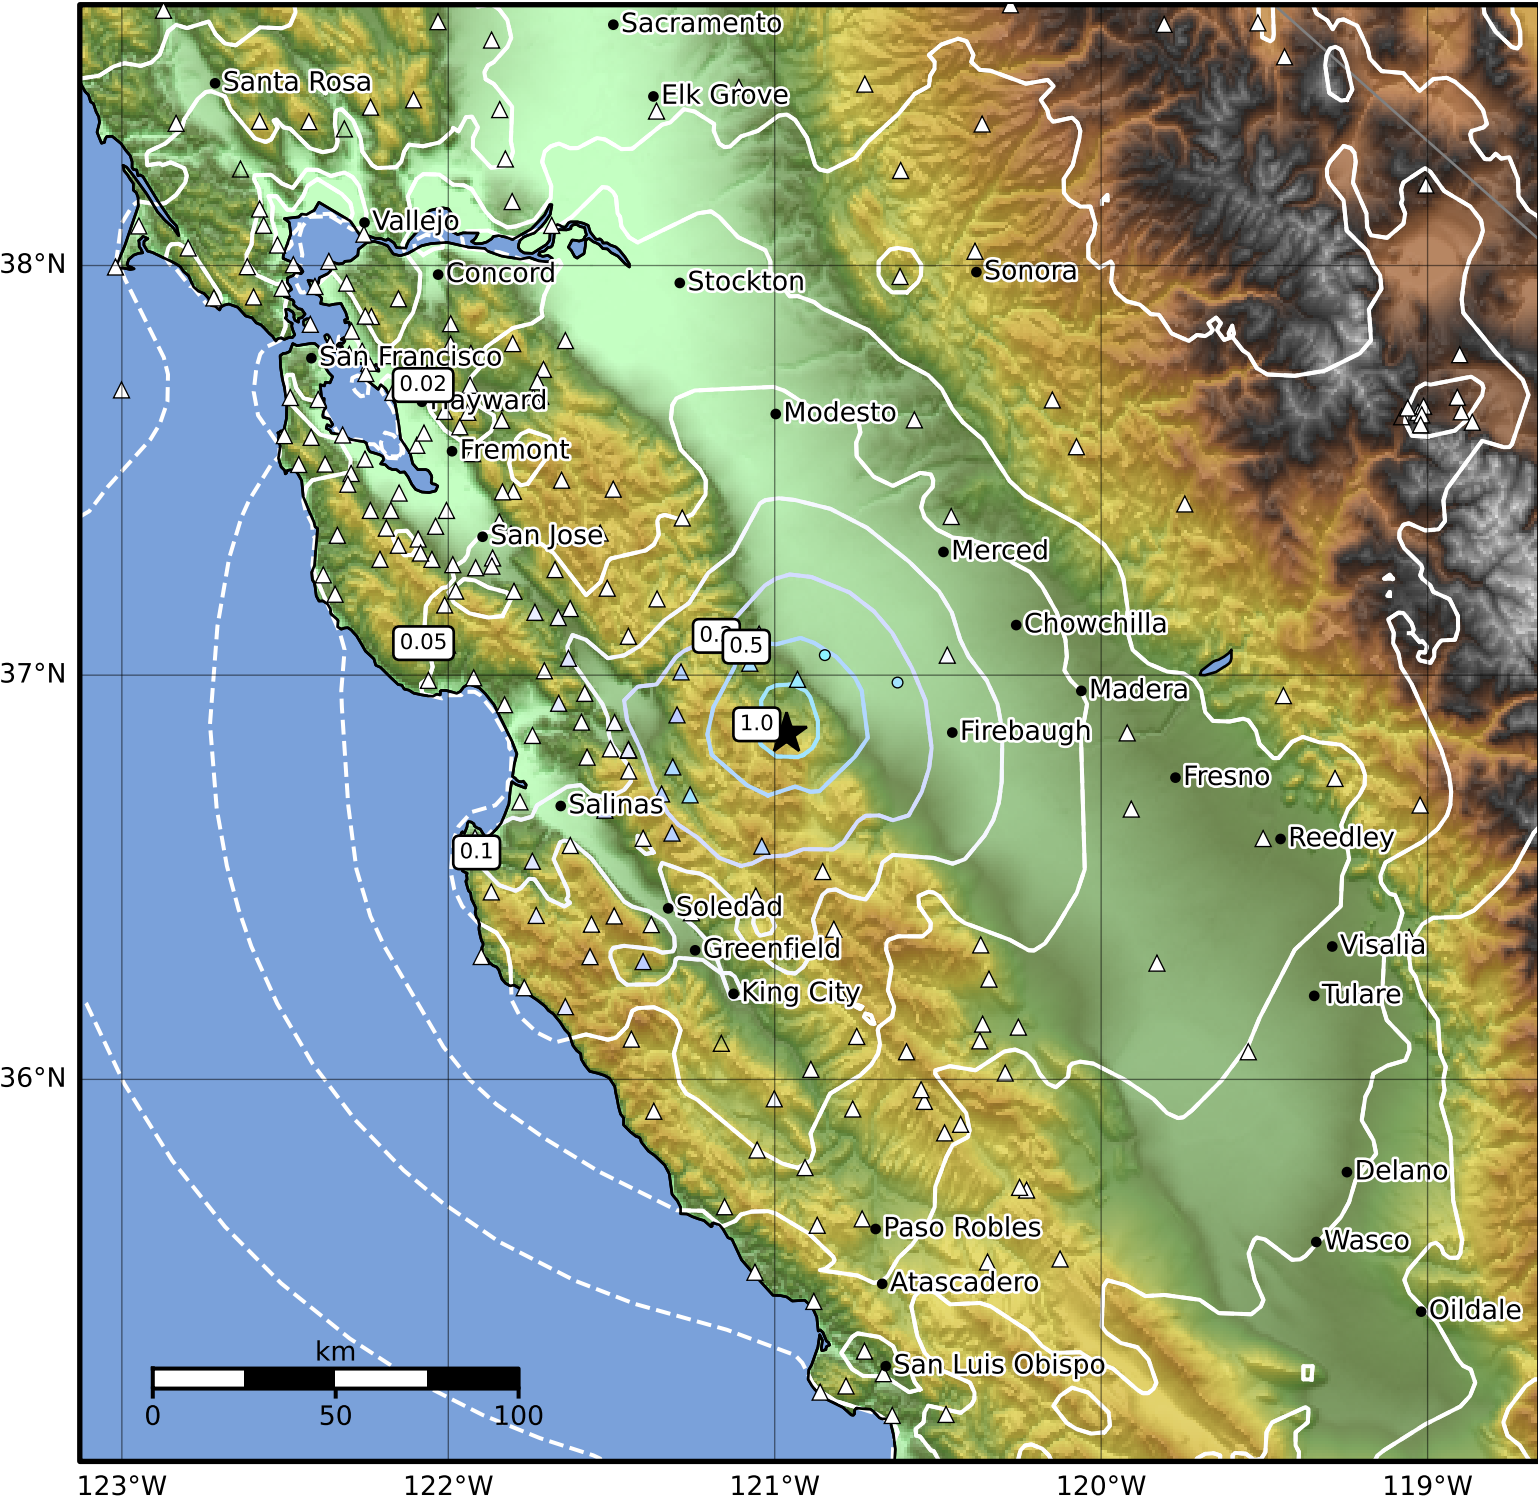 Sacramento
Santa Rosa
Elk Grove
Vallejo
38°N
Concord
Stockton
Sonora
San Francisco
0.02
Hayward
Modesto
Fremont
San Jose
Merced
Chowchilla
0.05
0.5
37°N
Madera
1.0
Firebaugh
Fresno
Salinas
Reedley
0.1
Soledad
Greenfield
Visalia
King City
Tulare
36°N
Delano
Paso Robles
Wasco
Atascadero
Oildale
km
San Luis Obispo
0 50 100
123°W 122°W 121°W 120°W 119°W